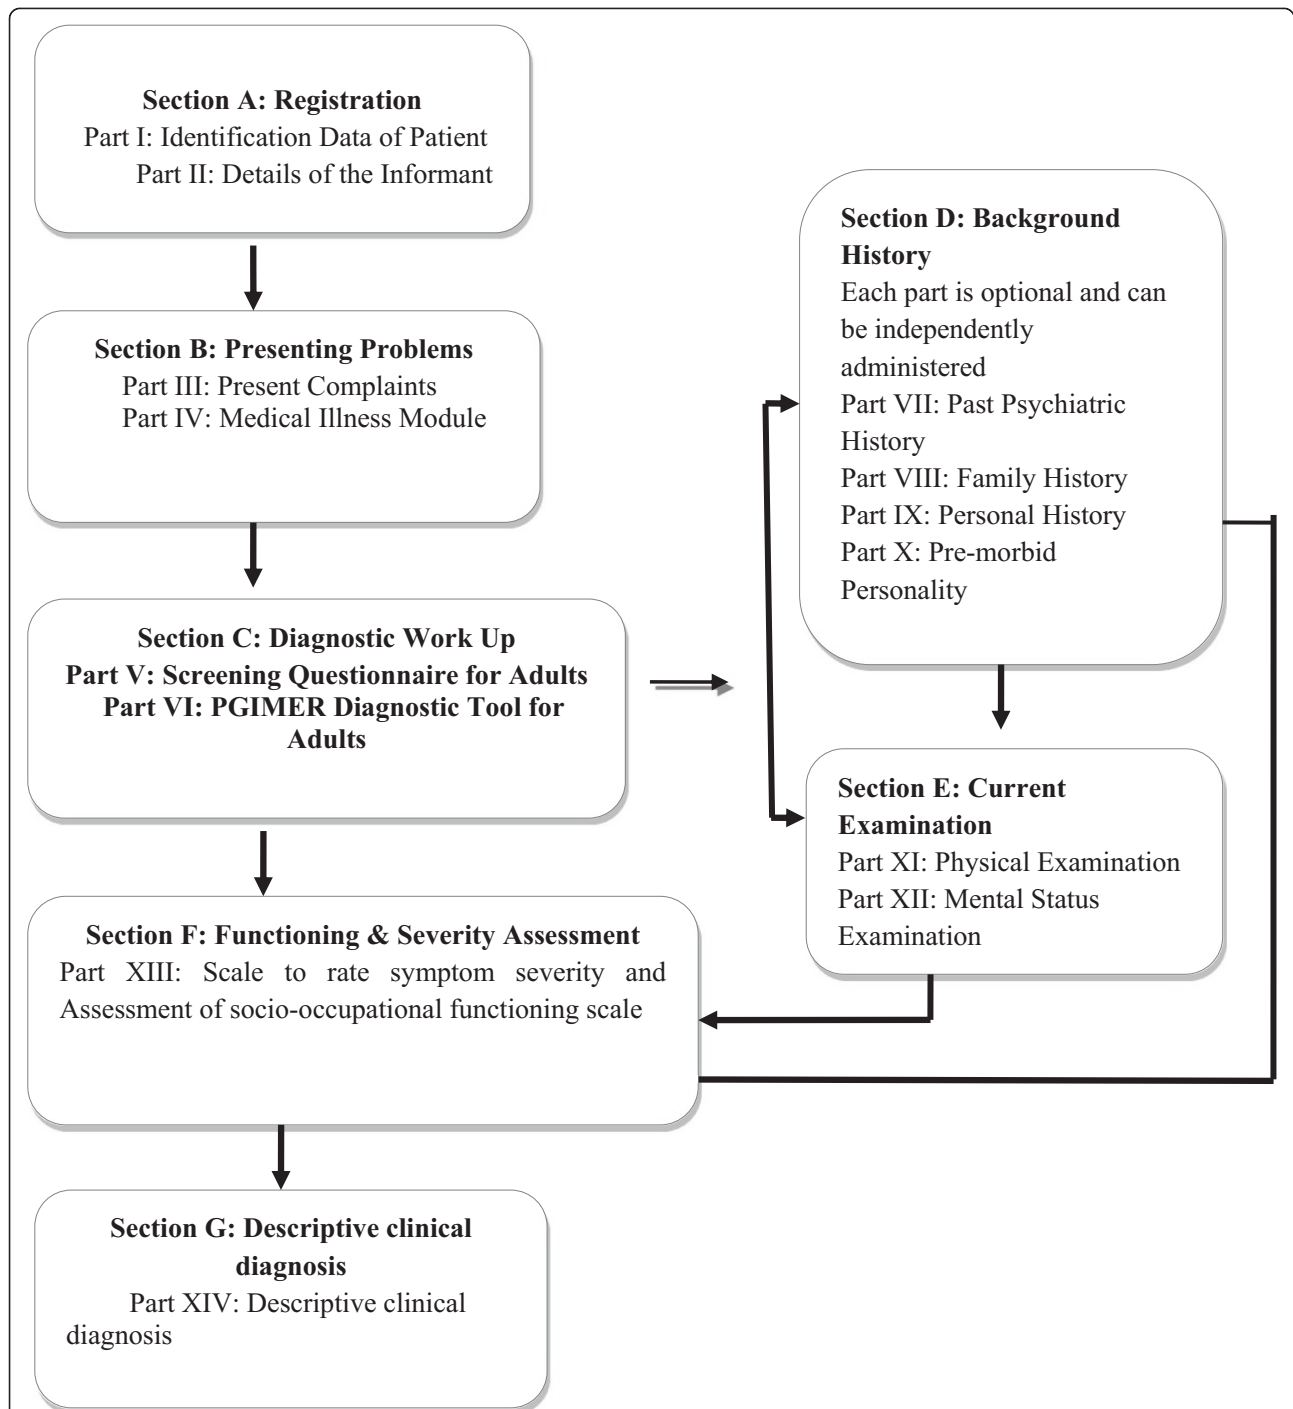 Section A: Registration
Part I: Identification Data of Patient
Part II: Details of the Informant
Section B: Presenting Problems
Part III: Present Complaints
Part IV: Medical Illness Module
Section C: Diagnostic Work Up
Part V: Screening Questionnaire for Adults
Part VI: PGIMER Diagnostic Tool for
Adults
Section D: Background
History
Each part is optional and can
be independently
administered
Part VII: Past Psychiatric
History
Part VIII: Family History
Part IX: Personal History
Part X: Pre-morbid
Personality
Section E: Current
Examination
Part XI: Physical Examination
Part XII: Mental Status
Examination
Section F: Functioning & Severity Assessment
Part XIII: Scale to rate symptom severity and
Assessment of socio-occupational functioning scale
Section G: Descriptive clinical
diagnosis
Part XIV: Descriptive clinical
diagnosis